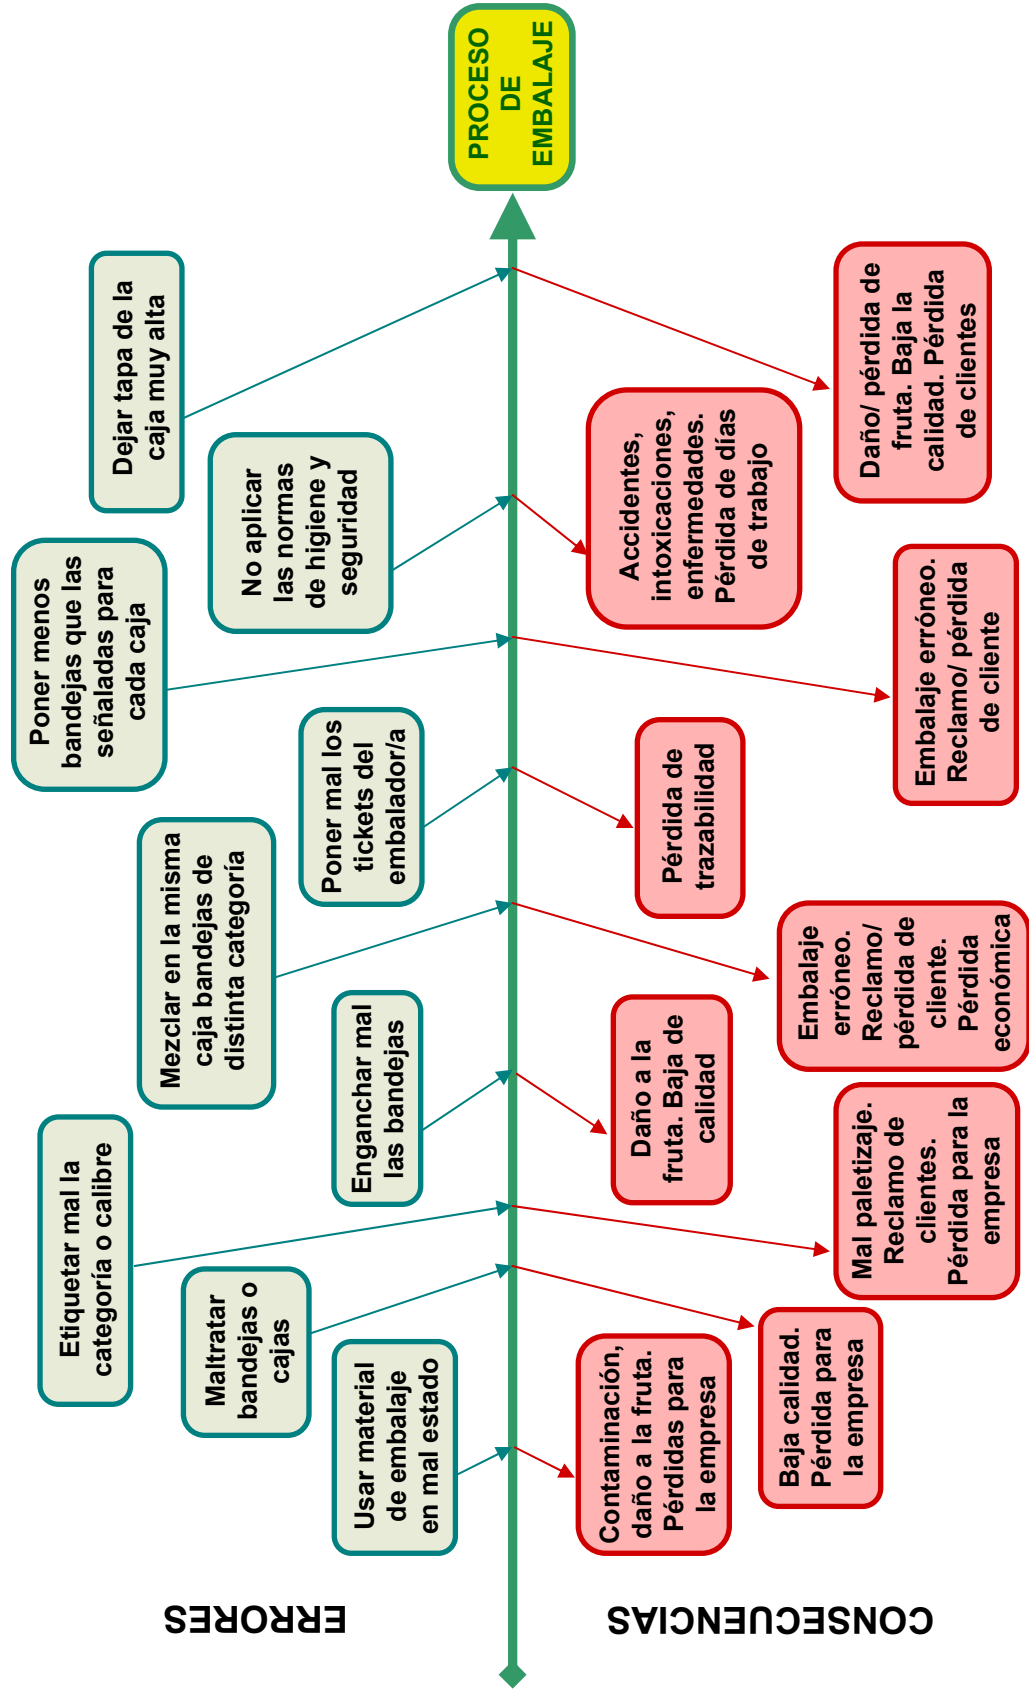 ERRORES
Usar material
de embalaje
en mal estado
Maltratar
bandejas o
cajas
Etiquetar mal la
categoría o calibre
Enganchar mal
las bandejas
Mezclar en la misma
caja bandejas de
distinta categoría
Poner mal los
tickets del
embalador/a
Poner menos
bandejas que las
señaladas para
cada caja
No aplicar
las normas
de higiene y
seguridad
Dejar tapa de la
caja muy alta
PROCESO
DE
EMBALAJE
CONSECUENCIAS
Contaminación,
daño a la fruta.
Pérdidas para
la empresa
Baja calidad.
Pérdida para
la empresa
Mal paletizaje.
Reclamo de
clientes.
Pérdida para la
empresa
Daño a la
fruta. Baja de
calidad
Embalaje
erróneo.
Reclamo/
pérdida de
cliente.
Pérdida
económica
Pérdida de
trazabilidad
Embalaje erróneo.
Reclamo/ pérdida
de cliente
Accidentes,
intoxicaciones,
enfermedades.
Pérdida de días
de trabajo
Daño/ pérdida de
fruta. Baja la
calidad. Pérdida
de clientes